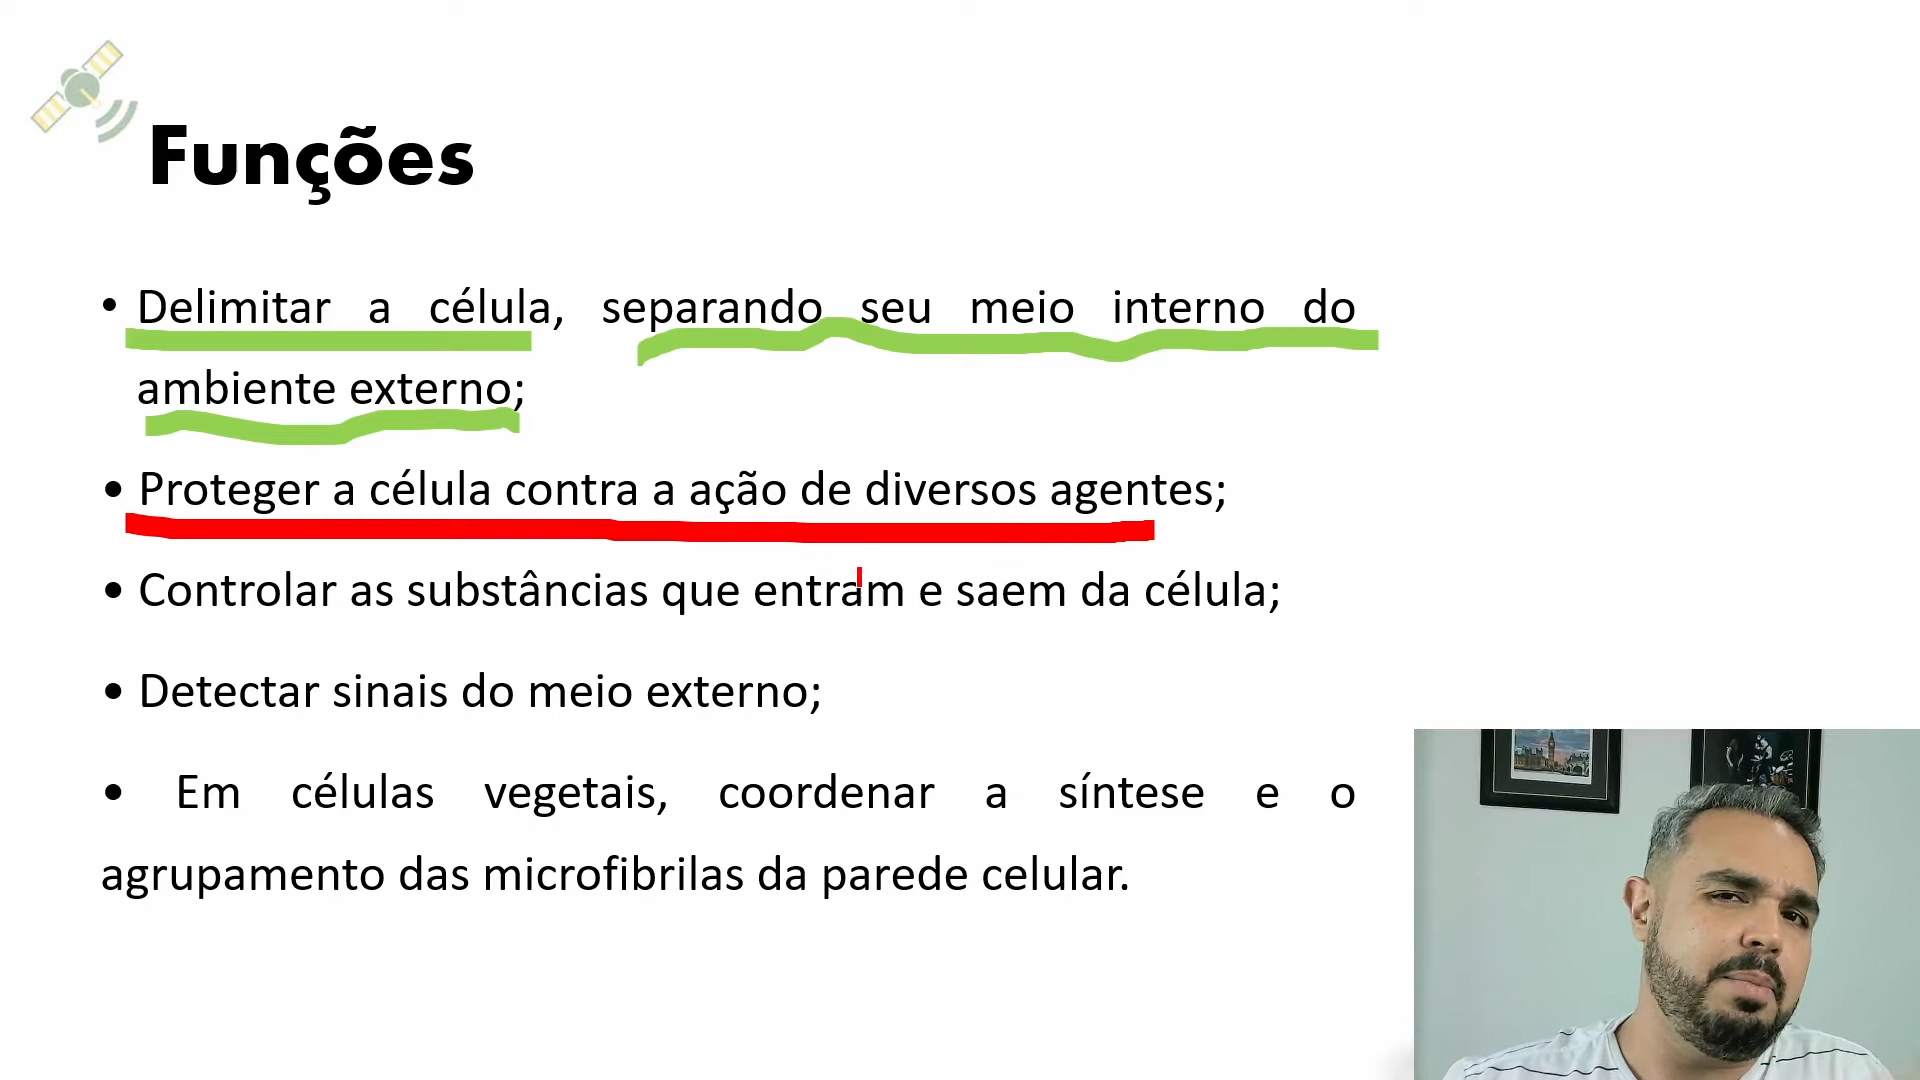 Funções
• Delimitar a célula, separando seu meio interno do
ambiente externo;
• Proteger a célula contra a ação de diversos agentes;
• Controlar as substâncias que entram e saem da célula;
• Detectar sinais do meio externo;
• Em células vegetais, coordenar a síntese e o
agrupamento das microfibrilas da parede celular.